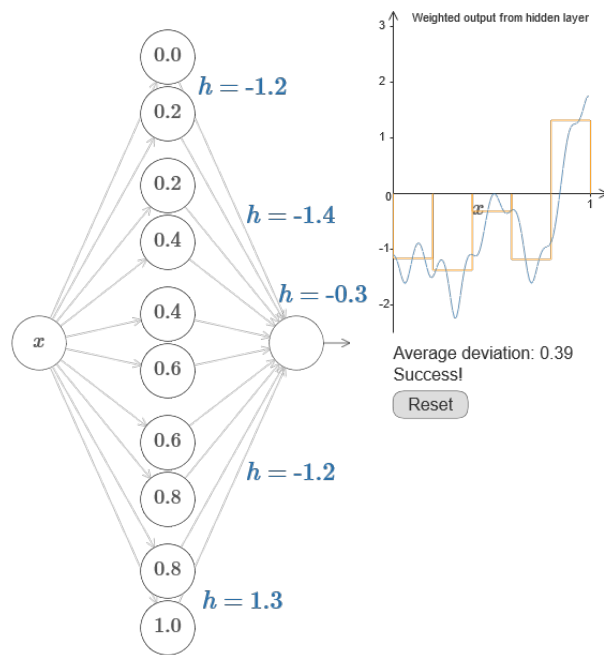 0.0
h = -1.2
0.2
0.2
h = -1.4
0.4
h = -0.3
0.4
x
0.6
0.6
h = -1.2
0.8
0.8
h = 1.3
1.0
Weighted output from hidden layer
3
2
1
0
x
1
-1
-2
Average deviation: 0.39
Success!
Reset